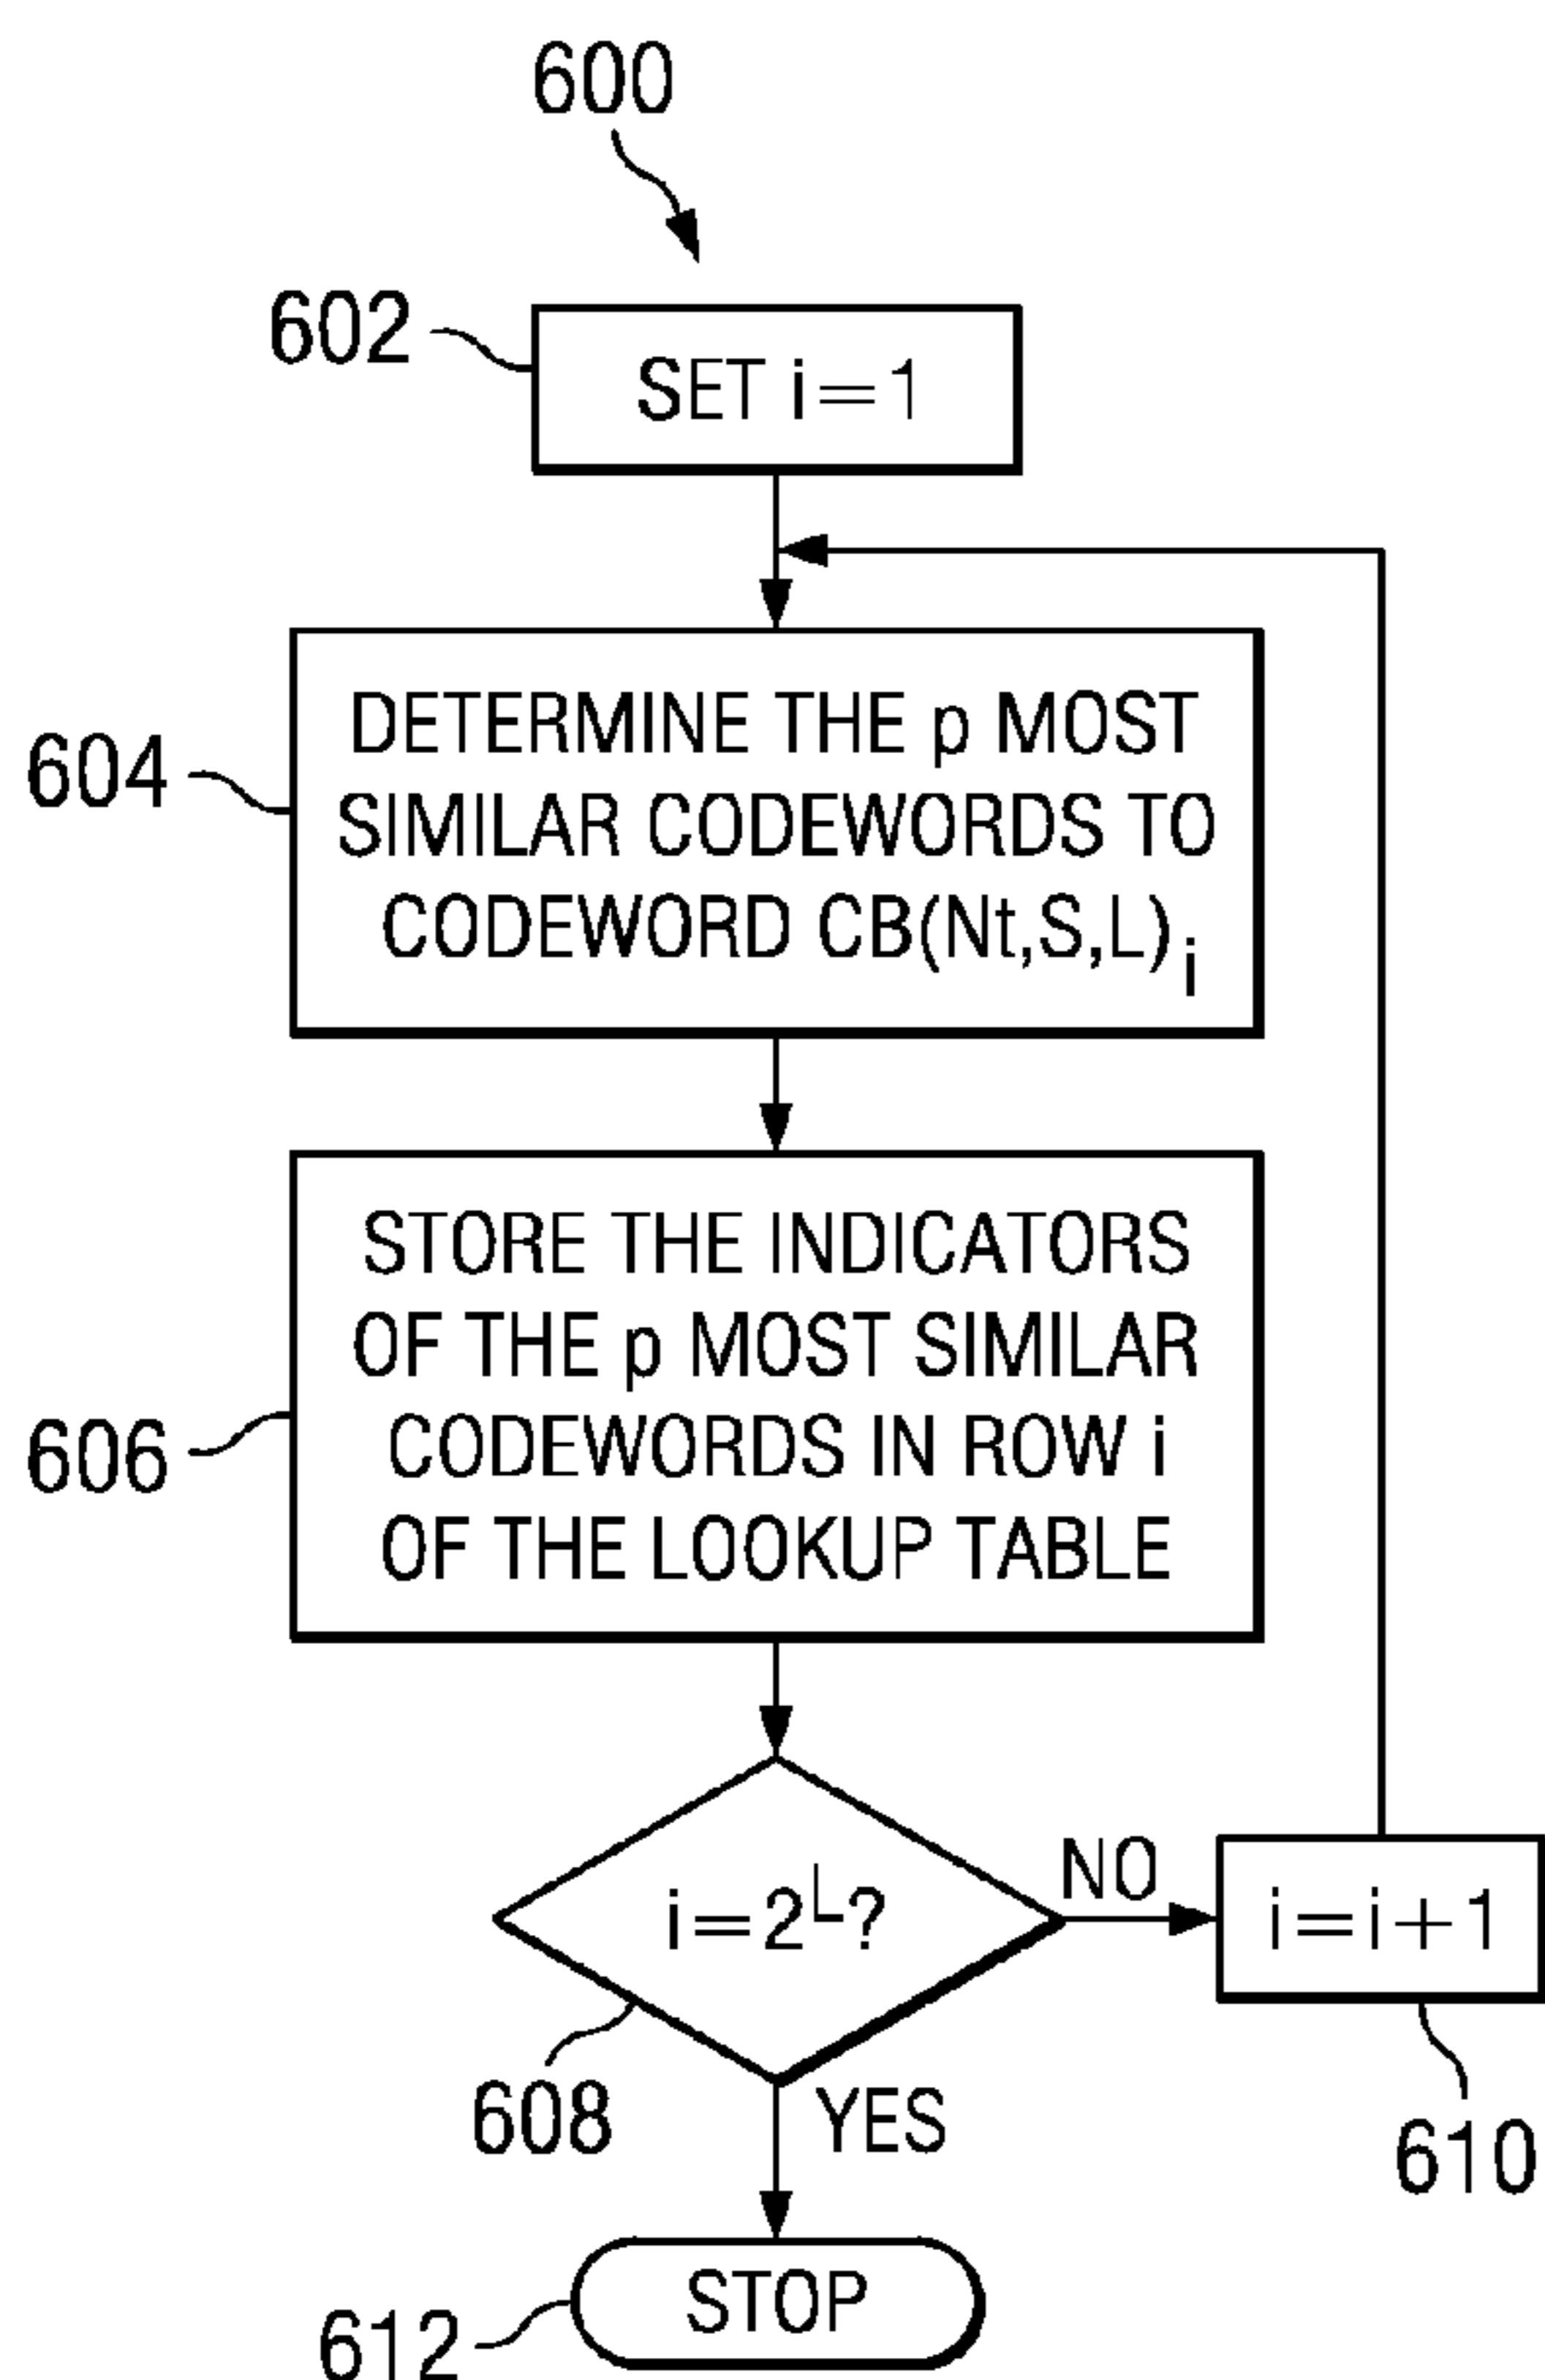 600
602
SET i=1
604
DETERMINE THE p MOST
SIMILAR CODEWORDS TO
CODEWORD CB(Nt,S,L)i
606
STORE THE INDICATORS
OF THE p MOST SIMILAR
CODEWORDS IN ROW i
OF THE LOOKUP TABLE
i=2^L?
NO
i=i+1
608
YES
610
STOP
612